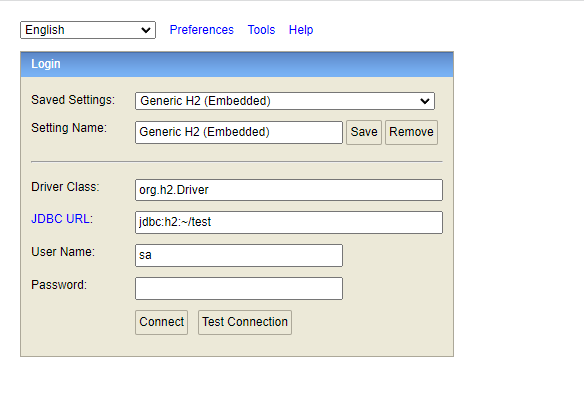 English Preferences Tools Help
Login
Saved Settings: Generic H2 (Embedded)
Setting Name: Generic H2 (Embedded) Save Remove
Driver Class: org.h2.Driver
JDBC URL: jdbc:h2:~/test
User Name: sa
Password:
Connect Test Connection